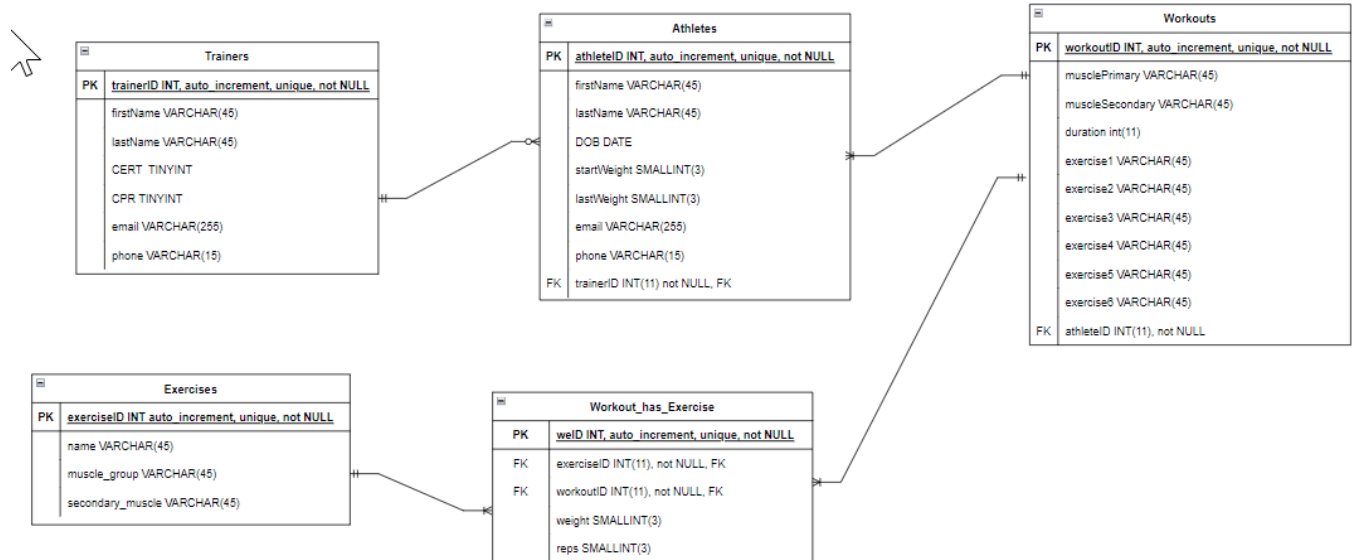 Trainers
PK trainerID INT, auto_increment, unique, not NULL
firstName VARCHAR(45)
lastName VARCHAR(45)
CERT TINYINT
CPR TINYINT
email VARCHAR(255)
phone VARCHAR(15)
Athletes
PK athleteID INT, auto_increment, unique, not NULL
firstName VARCHAR(45)
lastName VARCHAR(45)
DOB DATE
startWeight SMALLINT(3)
lastWeight SMALLINT(3)
email VARCHAR(255)
phone VARCHAR(15)
FK trainerID INT(11) not NULL, FK
Workouts
PK workoutID INT, auto_increment, unique, not NULL
musclePrimary VARCHAR(45)
muscleSecondary VARCHAR(45)
duration int(11)
exercise1 VARCHAR(45)
exercise2 VARCHAR(45)
exercise3 VARCHAR(45)
exercise4 VARCHAR(45)
exercise5 VARCHAR(45)
exercise6 VARCHAR(45)
FK athleteID INT(11), not NULL
Exercises
PK exerciseID INT auto_increment, unique, not NULL
name VARCHAR(45)
muscle_group VARCHAR(45)
secondary_muscle VARCHAR(45)
Workout_has_Exercise
PK weID INT, auto_increment, unique, not NULL
FK exerciseID INT(11), not NULL, FK
FK workoutID INT(11), not NULL, FK
weight SMALLINT(3)
reps SMALLINT(3)